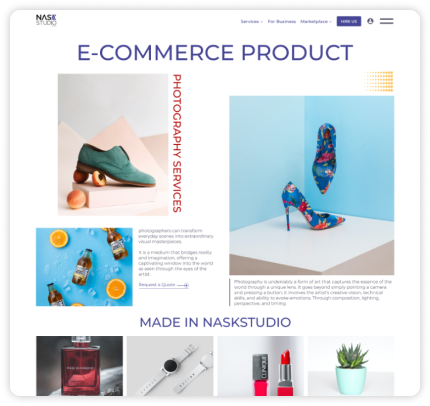 NASK
STUDIO
Services
For Business
Marketplace
HIRE US
E-COMMERCE PRODUCT
PHOTOGRAPHY SERVICES
photographers can transform
everyday scenes into extraordinary
visual masterpieces.
It is a medium that bridges reality
and imagination, offering a
captivating window into the world
as seen through the eyes of the
artist.
Request a Quote
Photography is undeniably a form of art that captures the essence of the
world through a unique lens. It goes beyond simply pointing a camera
and pressing a button; it involves the artist's creative vision, technical
skills, and ability to evoke emotions. Through composition, lighting,
perspective, and timing
MADE IN NASKSTUDIO
CLINIQUE